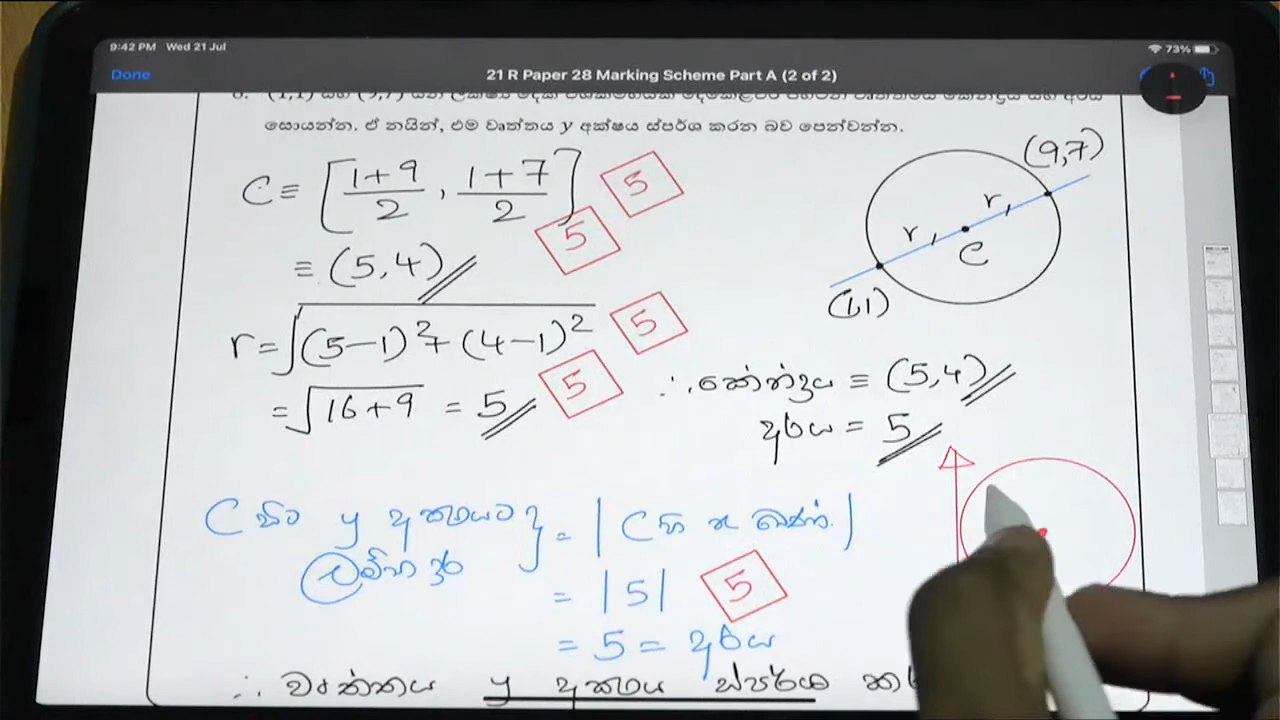 9:42 PM Wed 21 Jul
73%
Done
21 R Paper 28 Marking Scheme Part A (2 of 2)
සොයන්න. ඒ නයින්, එම වෘත්තය y අක්ෂය ස්පර්ශ කරන බව පෙන්වන්න.
C ≡ [(1+9)/2 , (1+7)/2] 5
≡ (5,4) 5
(9,7)
r
r
C
(1,1)
r = √((5−1)² + (4−1)²) 5
= √(16+9) = 5 5
∴ කේන්ද්‍රය ≡ (5,4)
අරය = 5
C සිට y අක්ෂයට ඇ = |C හි x ඛණ්.|
ලම්භ දුර
= |5| 5
= 5 = අරය
∴ වෘත්තය y අක්ෂය ස්පර්ශ